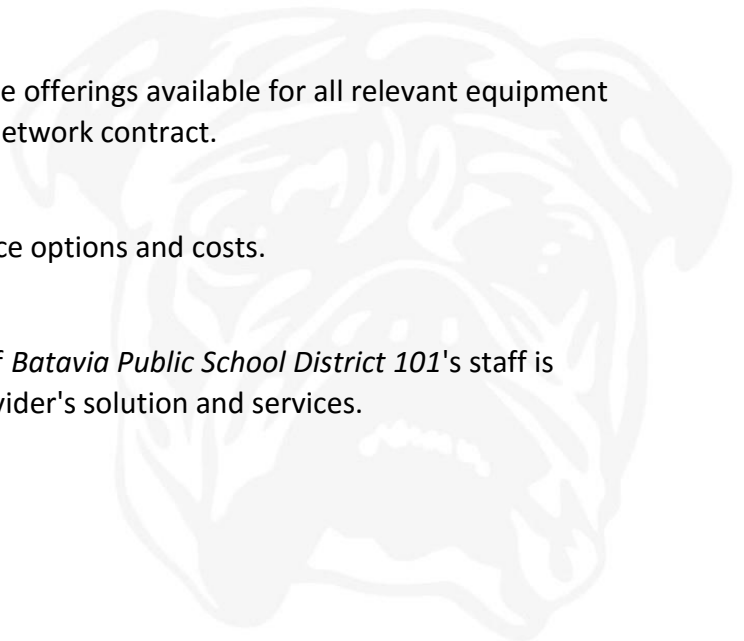 e offerings available for all relevant equipment
etwork contract.
ce options and costs.
f Batavia Public School District 101's staff is
vider's solution and services.